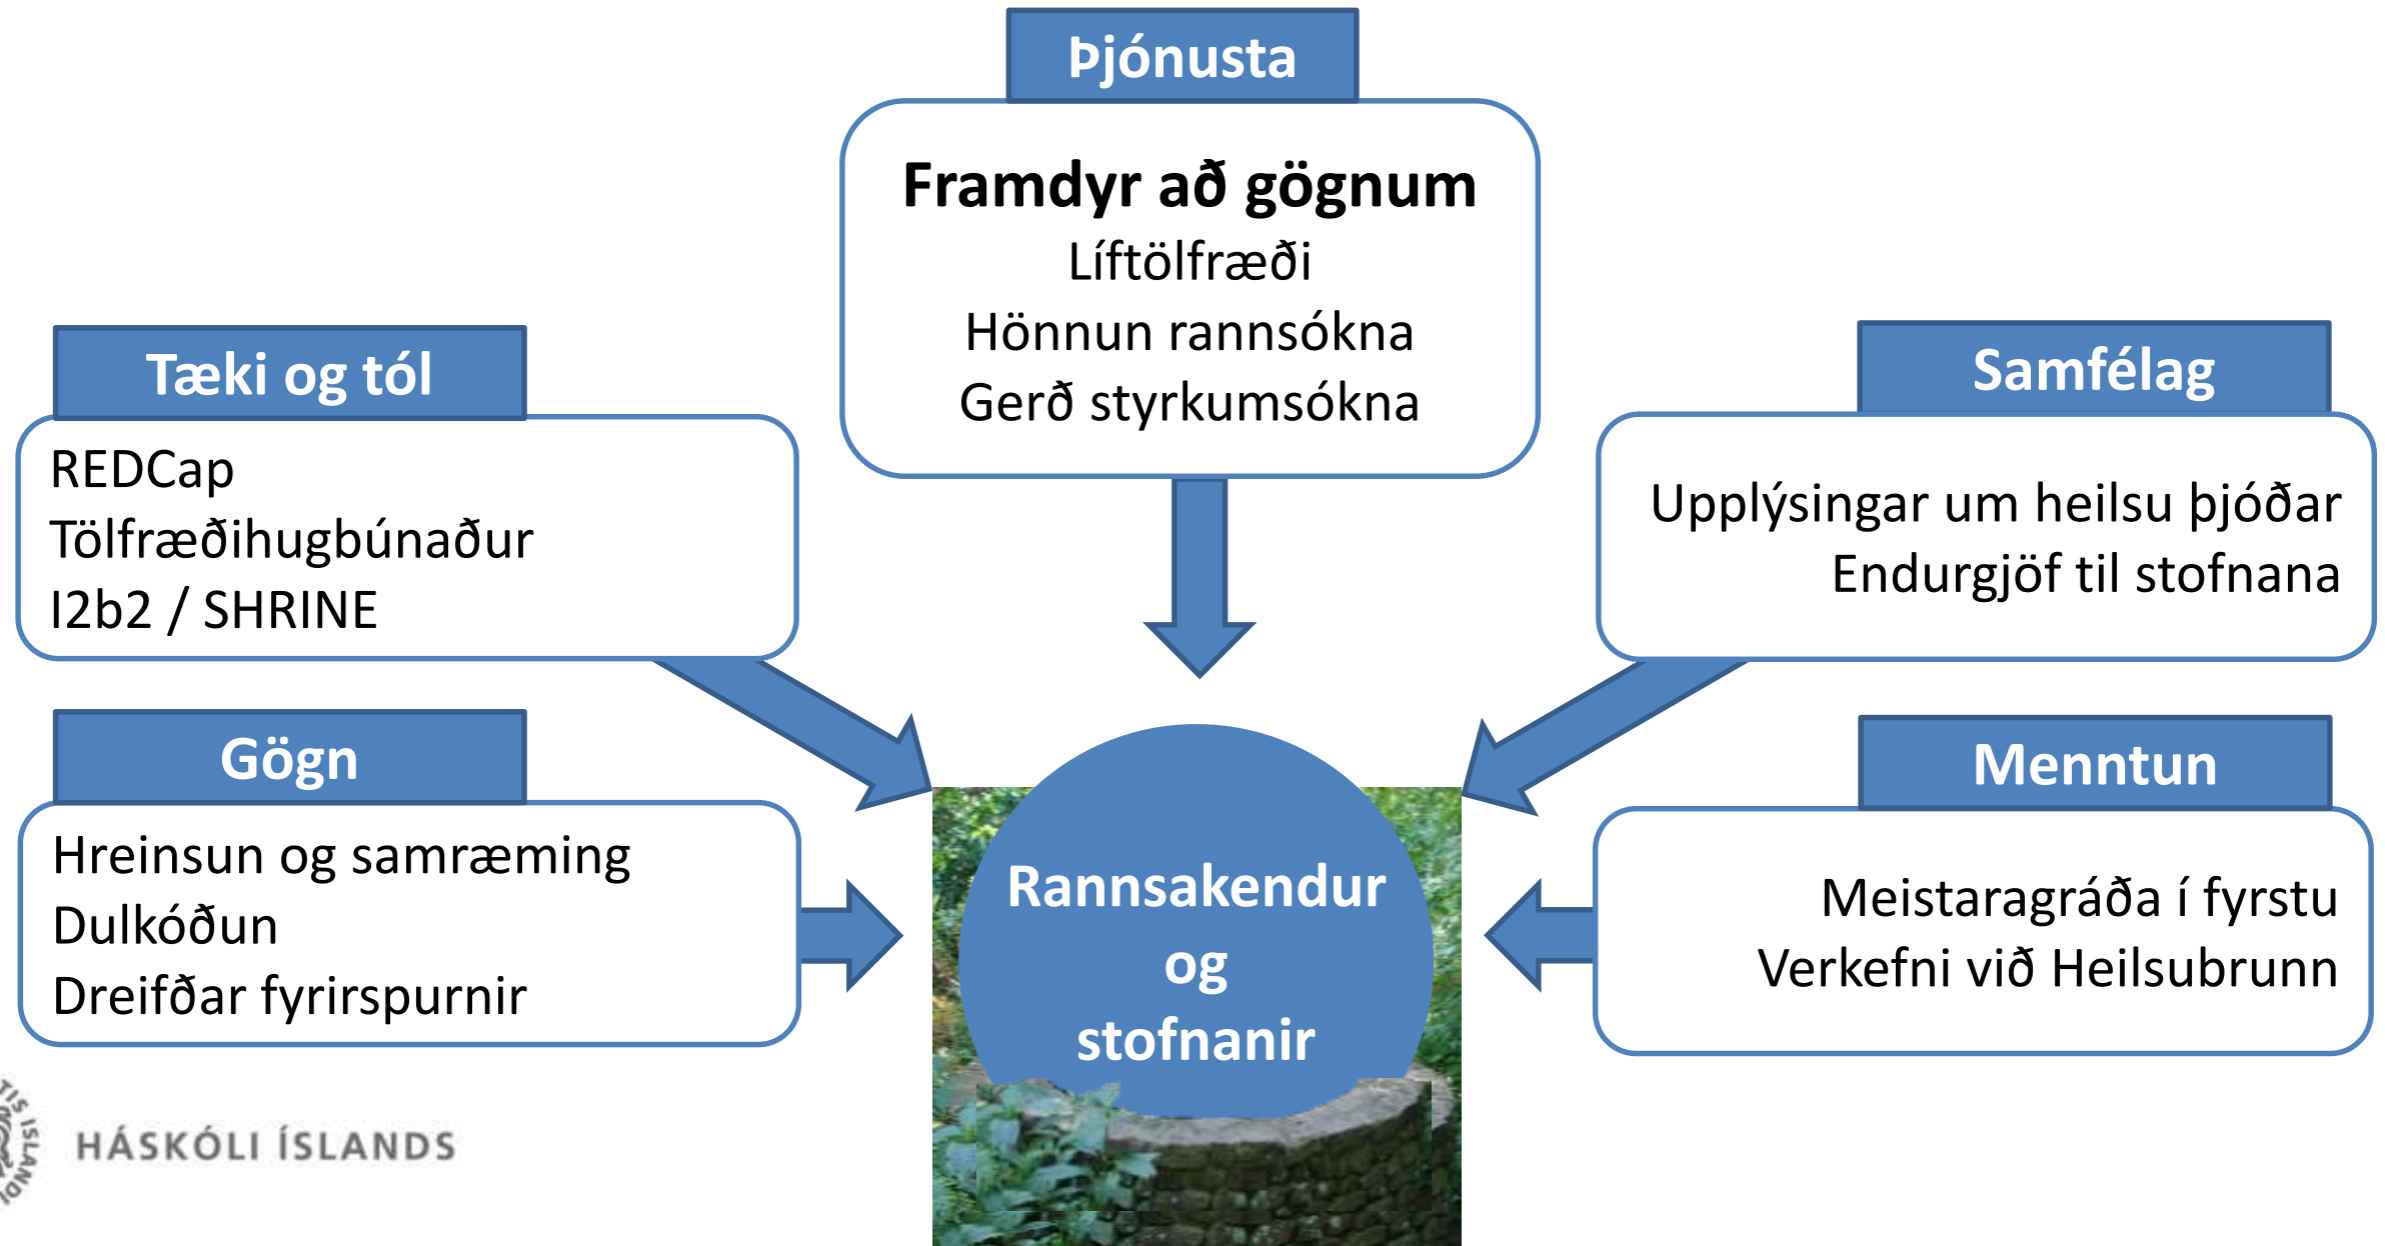 Þjónusta
Framdyr að gögnum
Líftölfræði
Hönnun rannsókna
Gerð styrkumsókna
Tæki og tól
REDCap
Tölfræðihugbúnaður
I2b2 / SHRINE
Samfélag
Upplýsingar um heilsu þjóðar
Endurgjöf til stofnana
Gögn
Hreinsun og samræming
Dulkóðun
Dreifðar fyrirspurnir
Menntun
Meistaragráða í fyrstu
Verkefni við Heilsubrunn
Rannsakendur
og
stofnanir
HÁSKÓLI ÍSLANDS